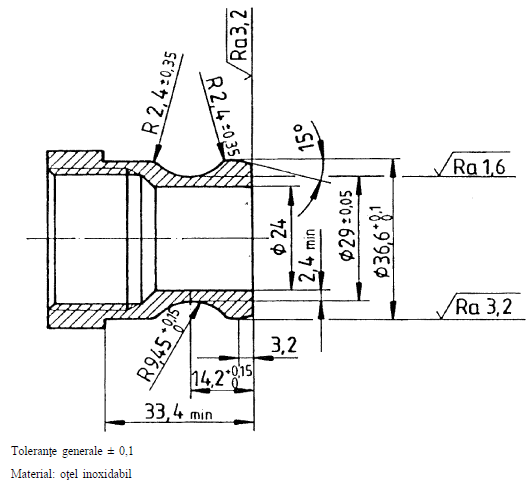 Ra 3,2
R 2,4 ±0,35
R 2,4 ±0,35
15°
Ra 1,6
Φ24
2,4 min
Φ29 ±0,05
Φ36,6 +0,1 0
Ra 3,2
R9,45 +0,15 0
3,2
14,2 +0,15 0
33,4 min
Toleranțe generale ± 0,1
Material: oțel inoxidabil